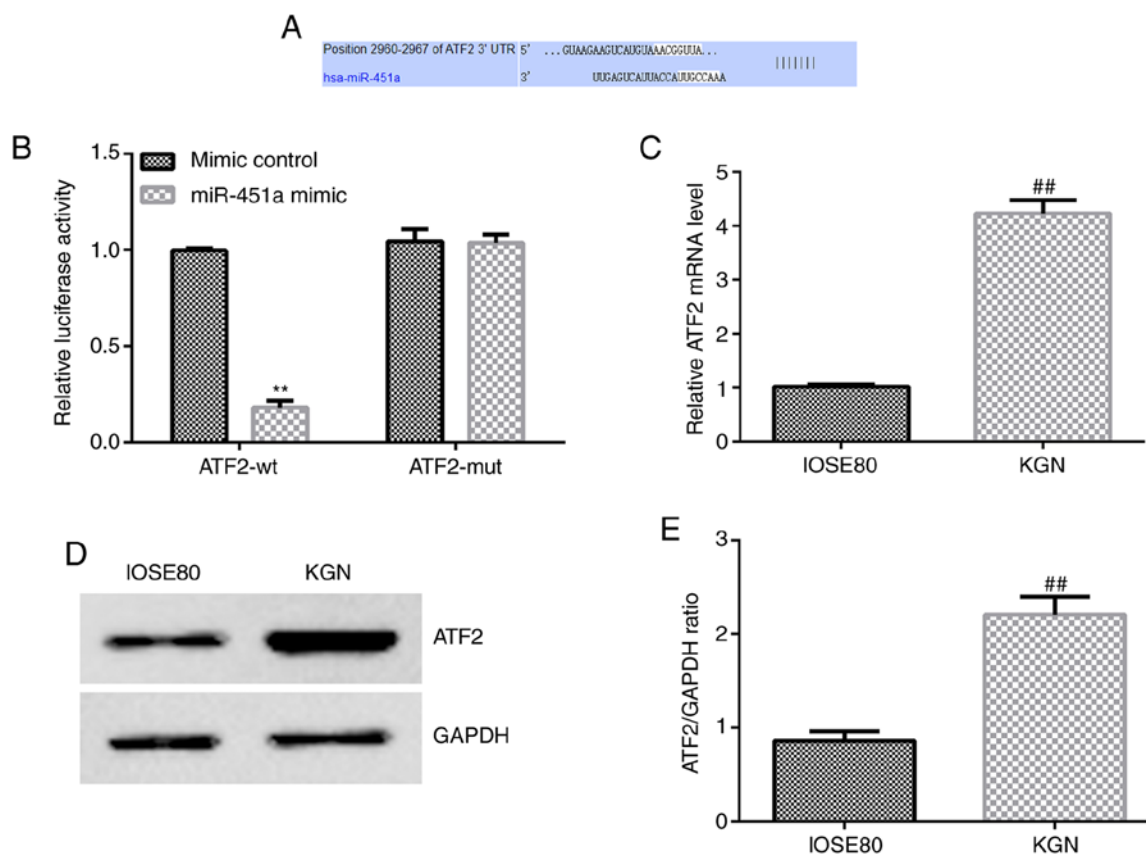 A
Position 2960-2967 of ATF2 3' UTR 5' ...GUAAGAAGUCAUGUAAACGGUUA...
|||||||
hsa-miR-451a 3' UUGAGUCAUUACCAUUGCCAAA
B
Relative luciferase activity
1.5
1.0
0.5
0.0
Mimic control
miR-451a mimic
**
ATF2-wt ATF2-mut
C
Relative ATF2 mRNA level
5
4
3
2
1
0
##
IOSE80 KGN
D
IOSE80 KGN
ATF2
GAPDH
E
ATF2/GAPDH ratio
3
2
1
0
##
IOSE80 KGN